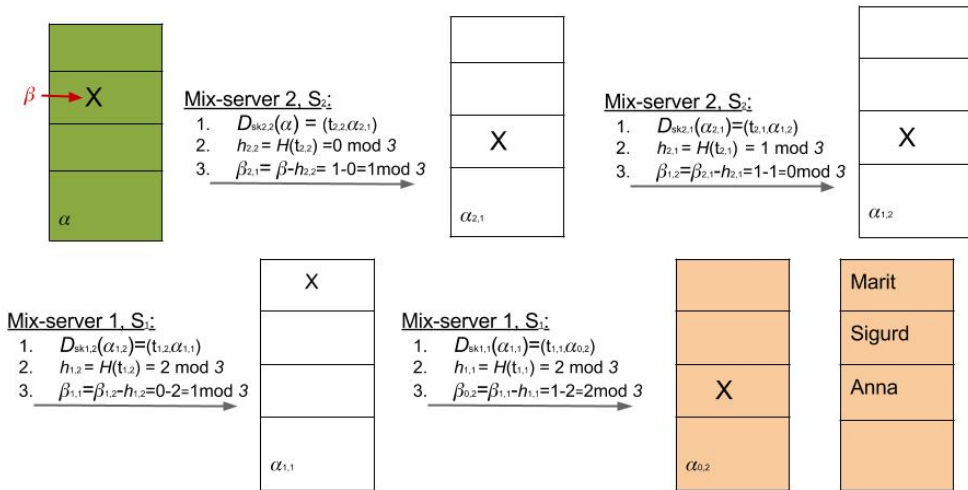 β
X
α
Mix-server 2, S₂:
1. D_sk2,2(α) = (t₂,₂,α₂,₁)
2. h₂,₂ = H(t₂,₂) =0 mod 3
3. β₂,₁= β-h₂,₂= 1-0=1mod 3
X
α₂,₁
Mix-server 2, S₂:
1. D_sk2,1(α₂,₁)=(t₂,₁,α₁,₂)
2. h₂,₁ = H(t₂,₁) = 1 mod 3
3. β₁,₂=β₂,₁-h₂,₁=1-1=0mod 3
X
α₁,₂
Mix-server 1, S₁:
1. D_sk1,2(α₁,₂)=(t₁,₂,α₁,₁)
2. h₁,₂ = H(t₁,₂) = 2 mod 3
3. β₁,₁=β₁,₂-h₁,₂=0-2=1mod 3
X
α₁,₁
Mix-server 1, S₁:
1. D_sk1,1(α₁,₁)=(t₁,₁,α₀,₂)
2. h₁,₁ = H(t₁,₁) = 2 mod 3
3. β₀,₂=β₁,₁-h₁,₁=1-2=2mod 3
X
α₀,₂
Marit
Sigurd
Anna